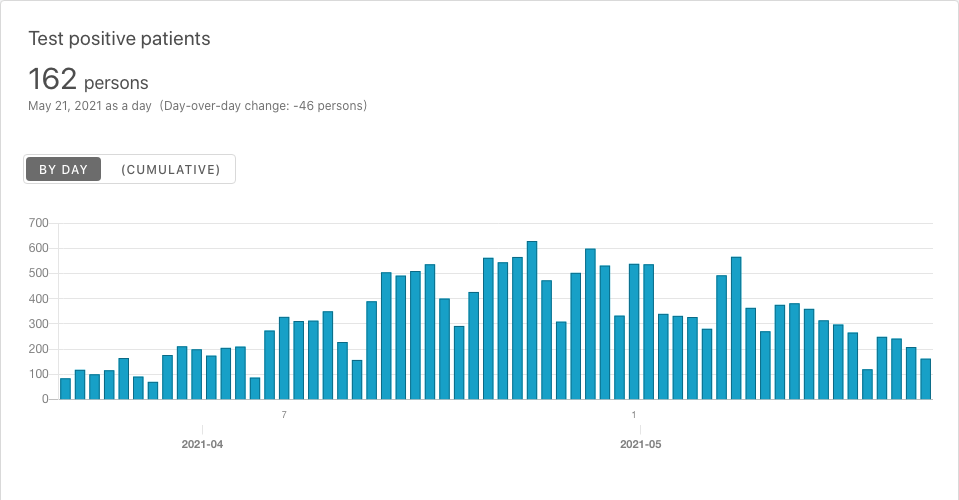 Test positive patients
162 persons
May 21, 2021 as a day (Day-over-day change: -46 persons)
BY DAY (CUMULATIVE)
700
600
500
400
300
200
100
0
7 1
2021-04 2021-05